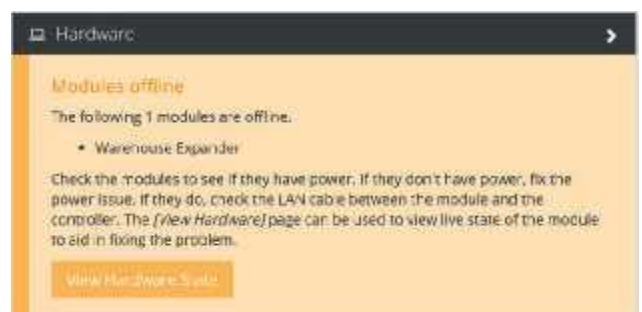 Hardware
Modules offline
The following 1 modules are offline.
• Warehouse Expander
Check the modules to see if they have power. If they don't have power, fix the
power issue. If they do, check the LAN cable between the module and the
controller. The [View Hardware] page can be used to view live state of the module
to aid in fixing the problem.
View Hardware State